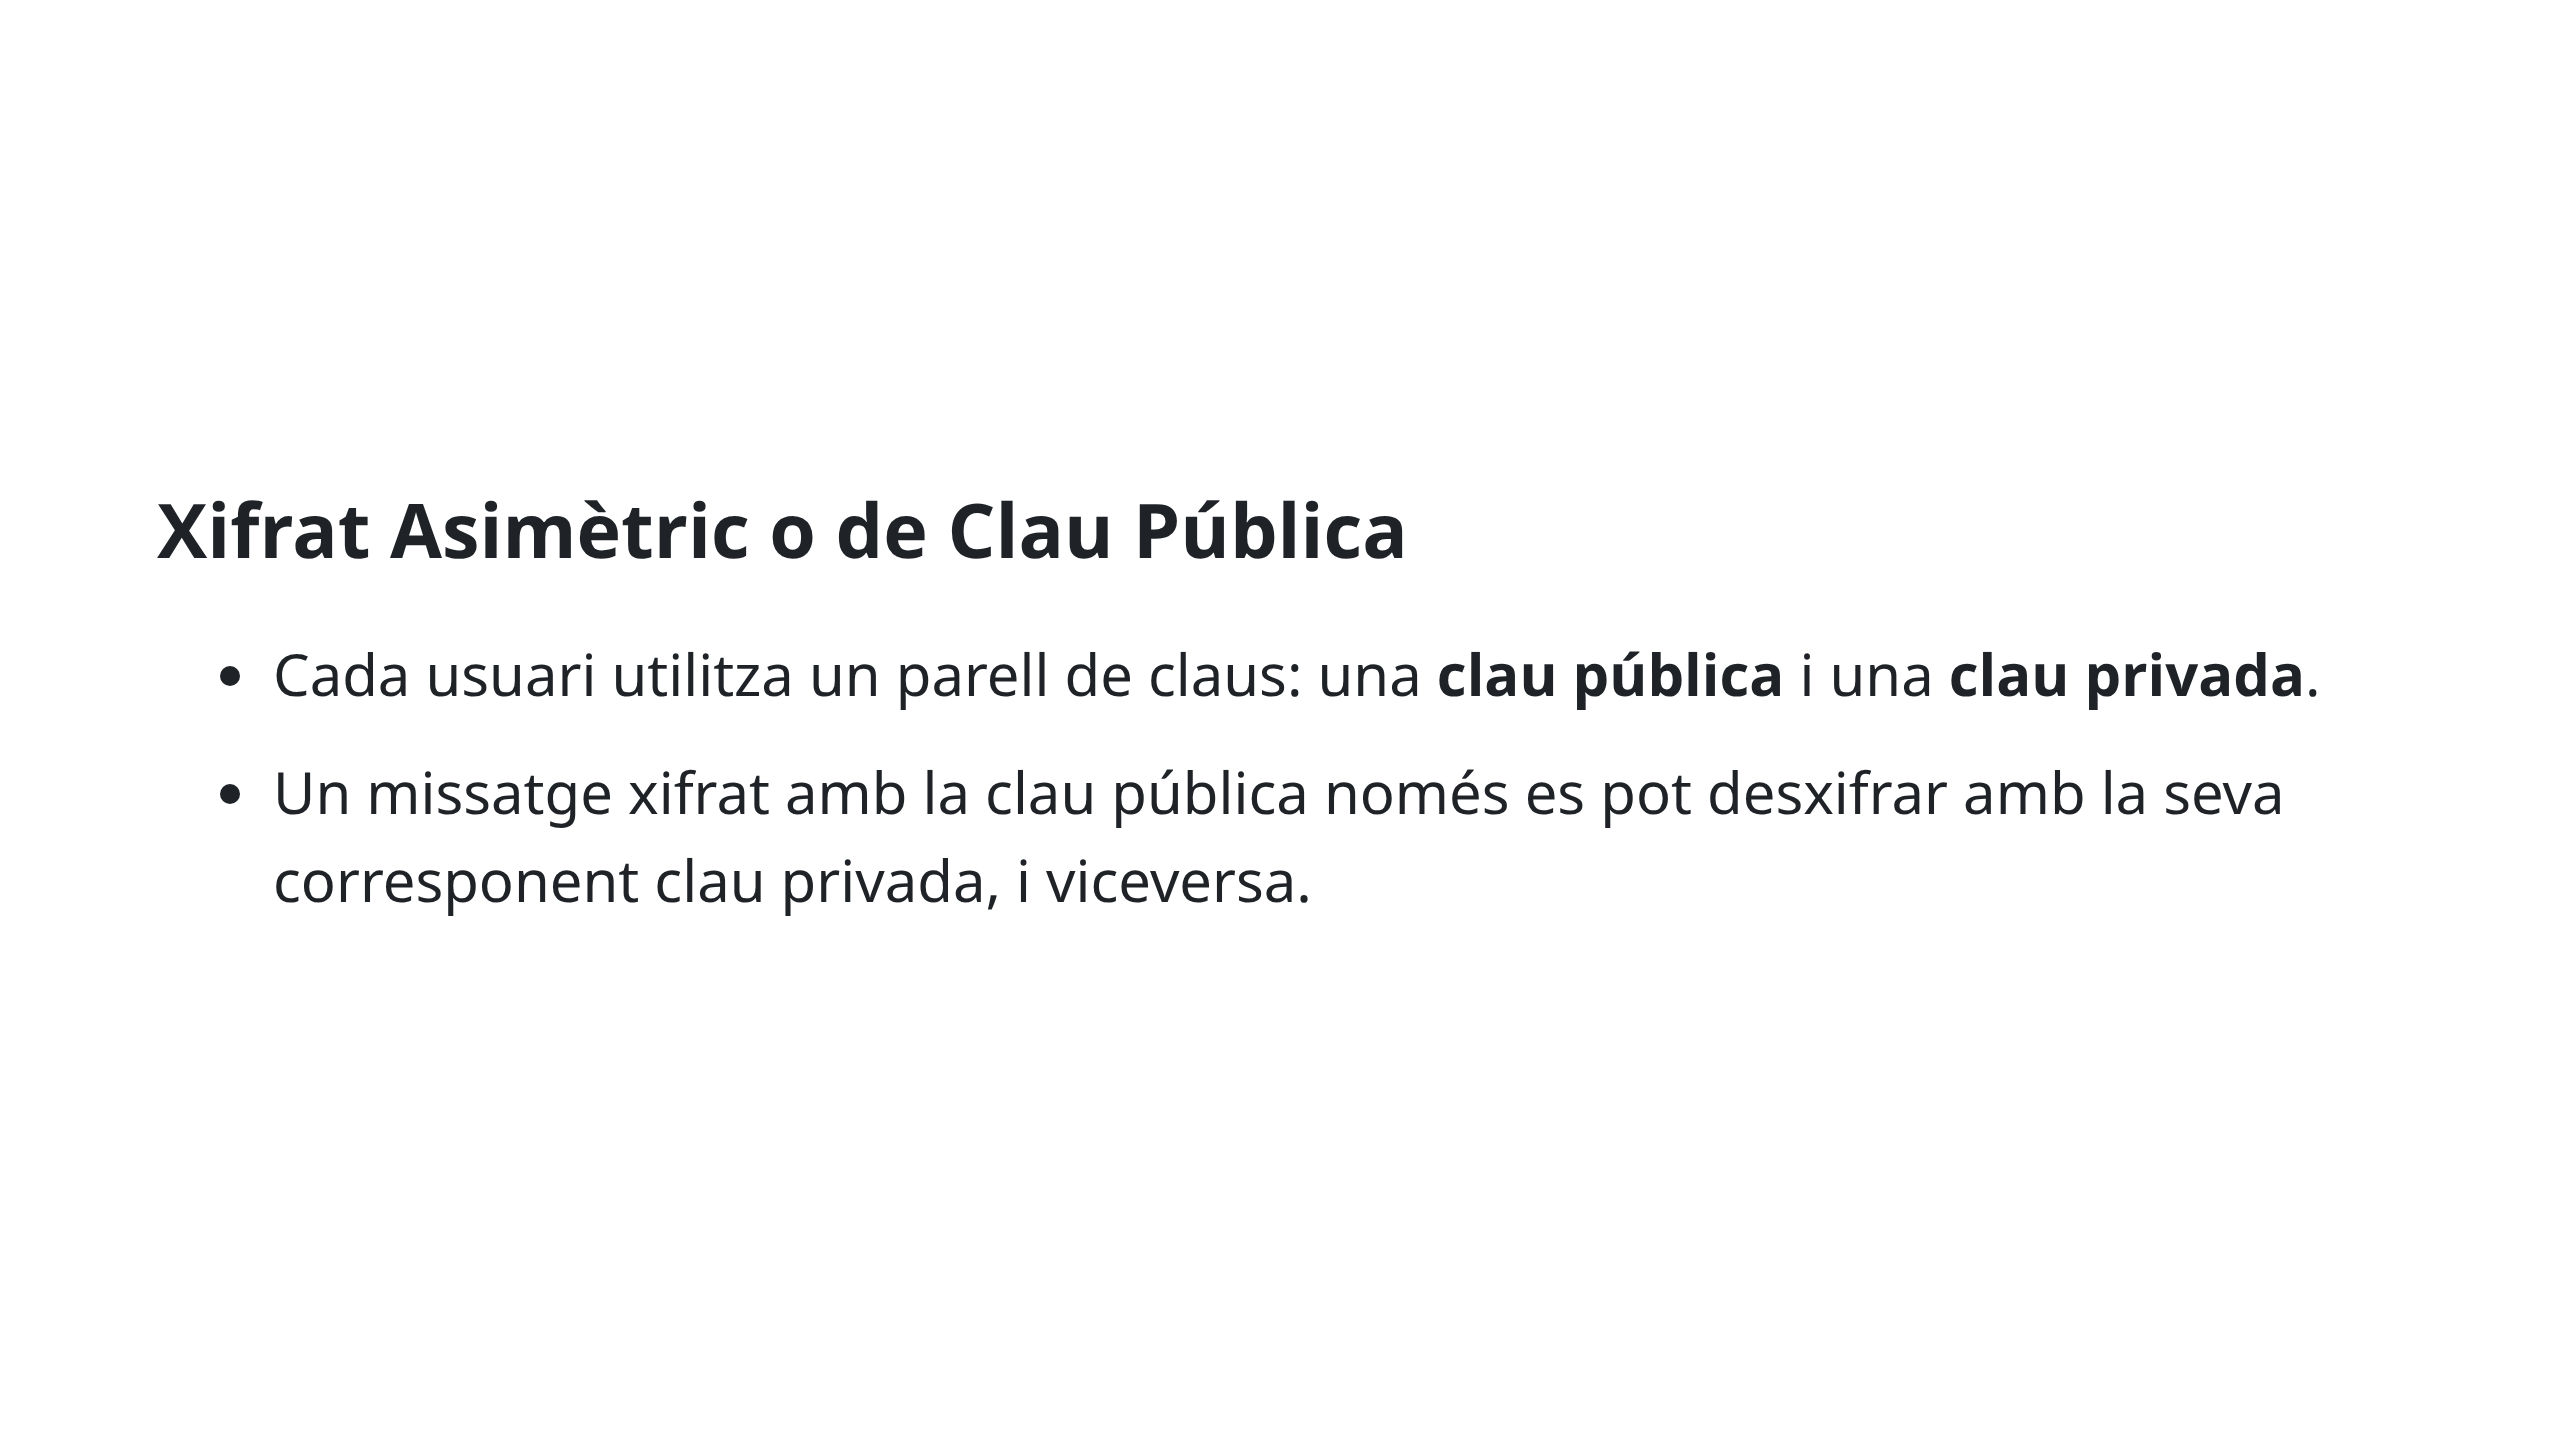 Xifrat Asimètric o de Clau Pública
Cada usuari utilitza un parell de claus: una clau pública i una clau privada.
Un missatge xifrat amb la clau pública només es pot desxifrar amb la seva
corresponent clau privada, i viceversa.